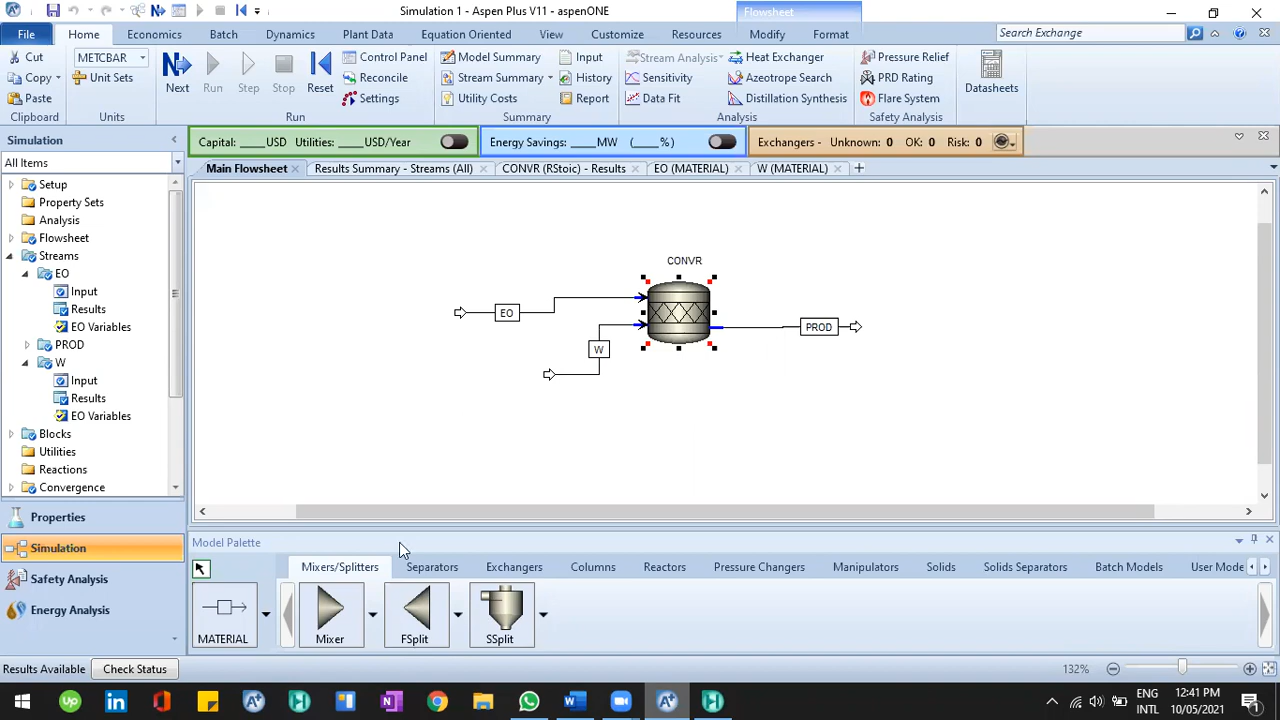 Simulation 1 - Aspen Plus V11 - aspenONE
Flowsheet
File
Home
Economics
Batch
Dynamics
Plant Data
Equation Oriented
View
Customize
Resources
Modify
Format
Search Exchange
Cut
Copy
Paste
Clipboard
METCBAR
Unit Sets
Units
Next
Run
Step
Stop
Reset
Control Panel
Reconcile
Settings
Run
Model Summary
Stream Summary
Utility Costs
Input
History
Report
Summary
Stream Analysis
Sensitivity
Data Fit
Heat Exchanger
Azeotrope Search
Distillation Synthesis
Analysis
Pressure Relief
PRD Rating
Flare System
Safety Analysis
Datasheets
Simulation
All Items
Capital: ____USD Utilities: ____USD/Year
Energy Savings: ____MW (____%)
Exchangers - Unknown: 0 OK: 0 Risk: 0
Main Flowsheet
Results Summary - Streams (All)
CONVR (RStoic) - Results
EO (MATERIAL)
W (MATERIAL)
Setup
Property Sets
Analysis
Flowsheet
Streams
EO
Input
Results
EO Variables
PROD
W
Input
Results
EO Variables
Blocks
Utilities
Reactions
Convergence
Properties
Simulation
Safety Analysis
Energy Analysis
CONVR
EO
W
PROD
Model Palette
Mixers/Splitters
Separators
Exchangers
Columns
Reactors
Pressure Changers
Manipulators
Solids
Solids Separators
Batch Models
User Mode
MATERIAL
Mixer
FSplit
SSplit
Results Available
Check Status
132%
ENG
INTL
12:41 PM
10/05/2021